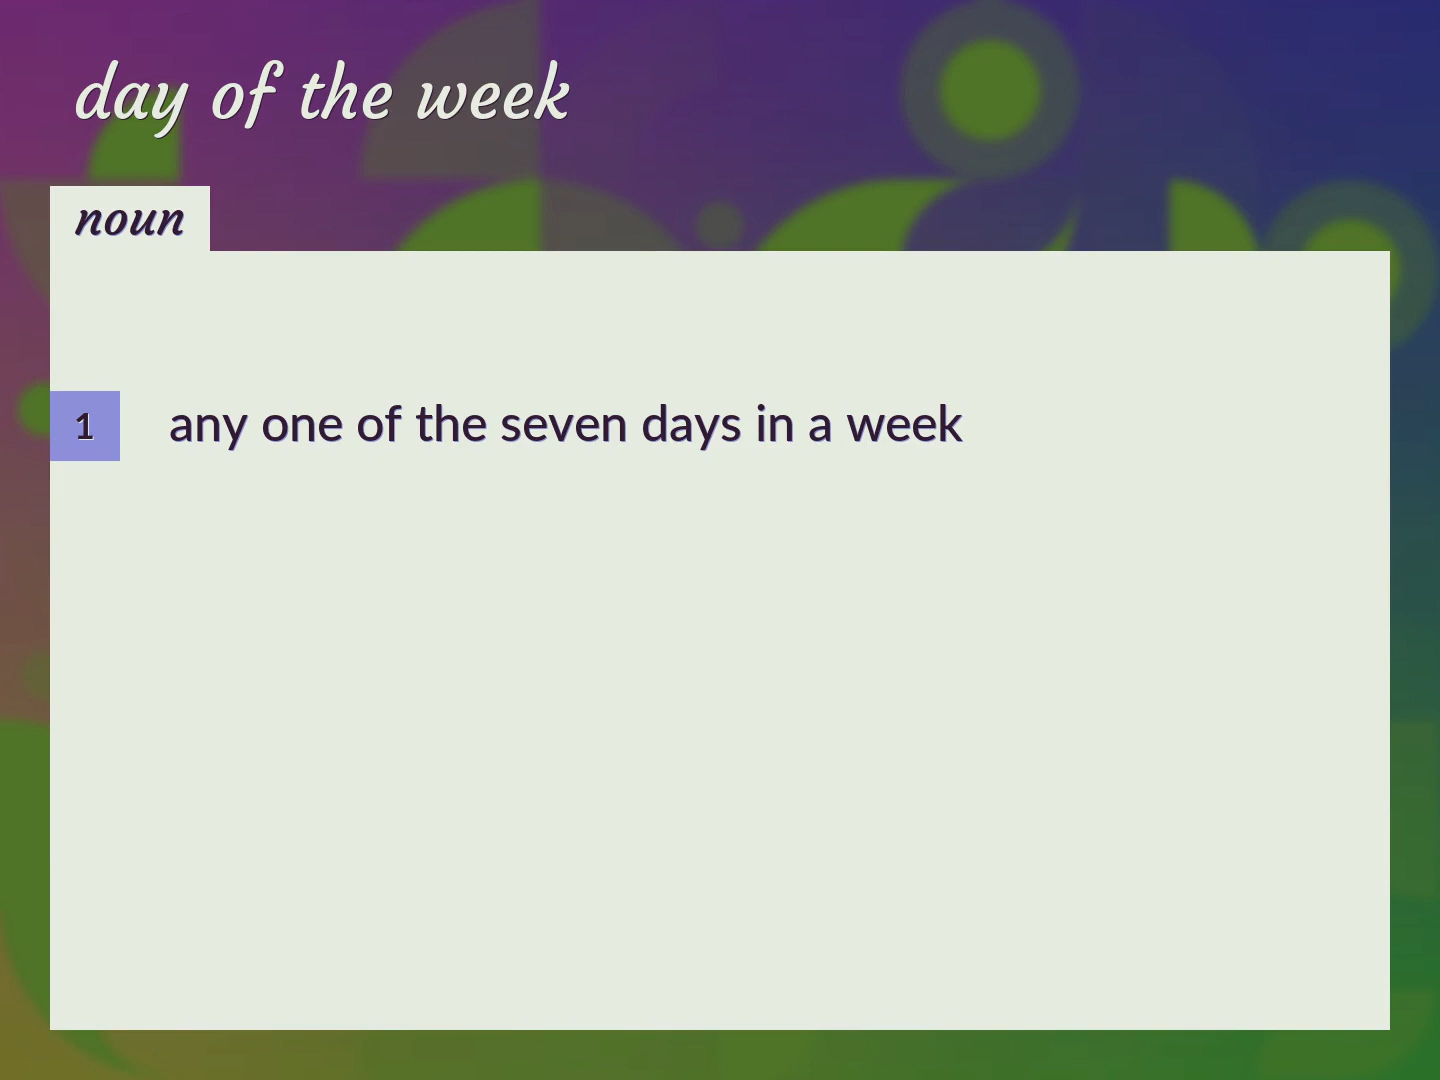 day of the week
noun
1 any one of the seven days in a week